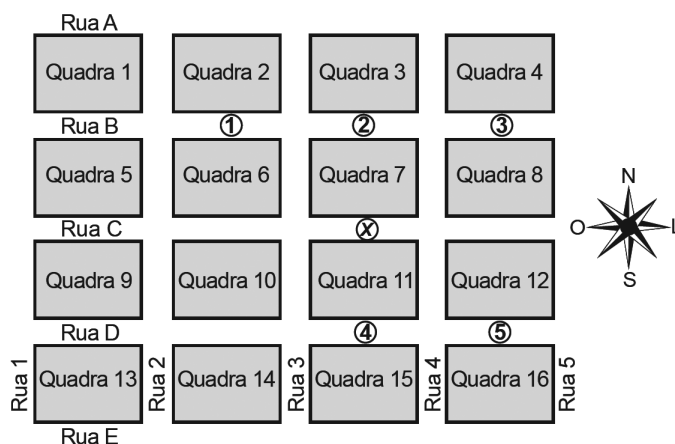 Rua A
Quadra 1 Quadra 2 Quadra 3 Quadra 4
Rua B ① ② ③
Quadra 5 Quadra 6 Quadra 7 Quadra 8
N
Rua C x O L
S
Quadra 9 Quadra 10 Quadra 11 Quadra 12
Rua D ④ ⑤
Rua 1 Quadra 13 Rua 2 Quadra 14 Rua 3 Quadra 15 Rua 4 Quadra 16 Rua 5
Rua E